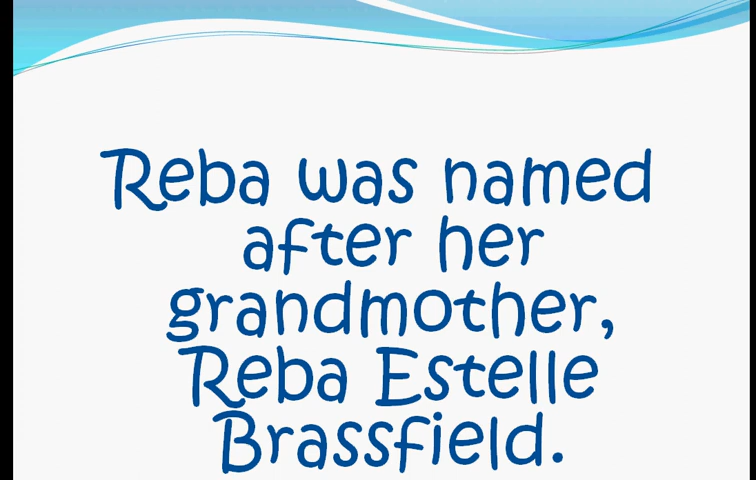 Reba was named
after her
grandmother,
Reba Estelle
Brassfield.